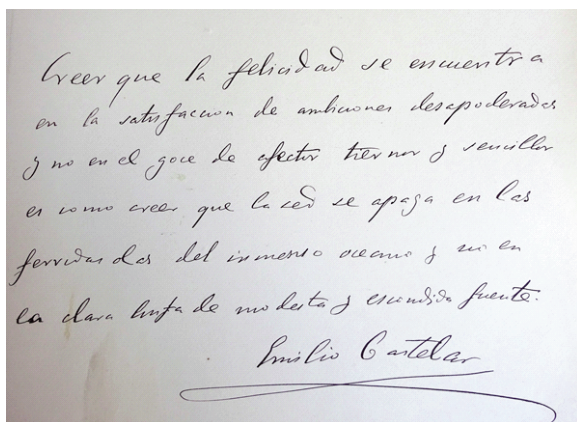 Creer que la felicidad se encuentra
en la satisfaccion de ambiciones desapoderadas
y no en el goce de afectos tiernos y sencillos
es como creer que la sed se apaga en las
del inmenso oceano y no en
la clara linfa de modesta y escondida fuente.
Emilio Castelar